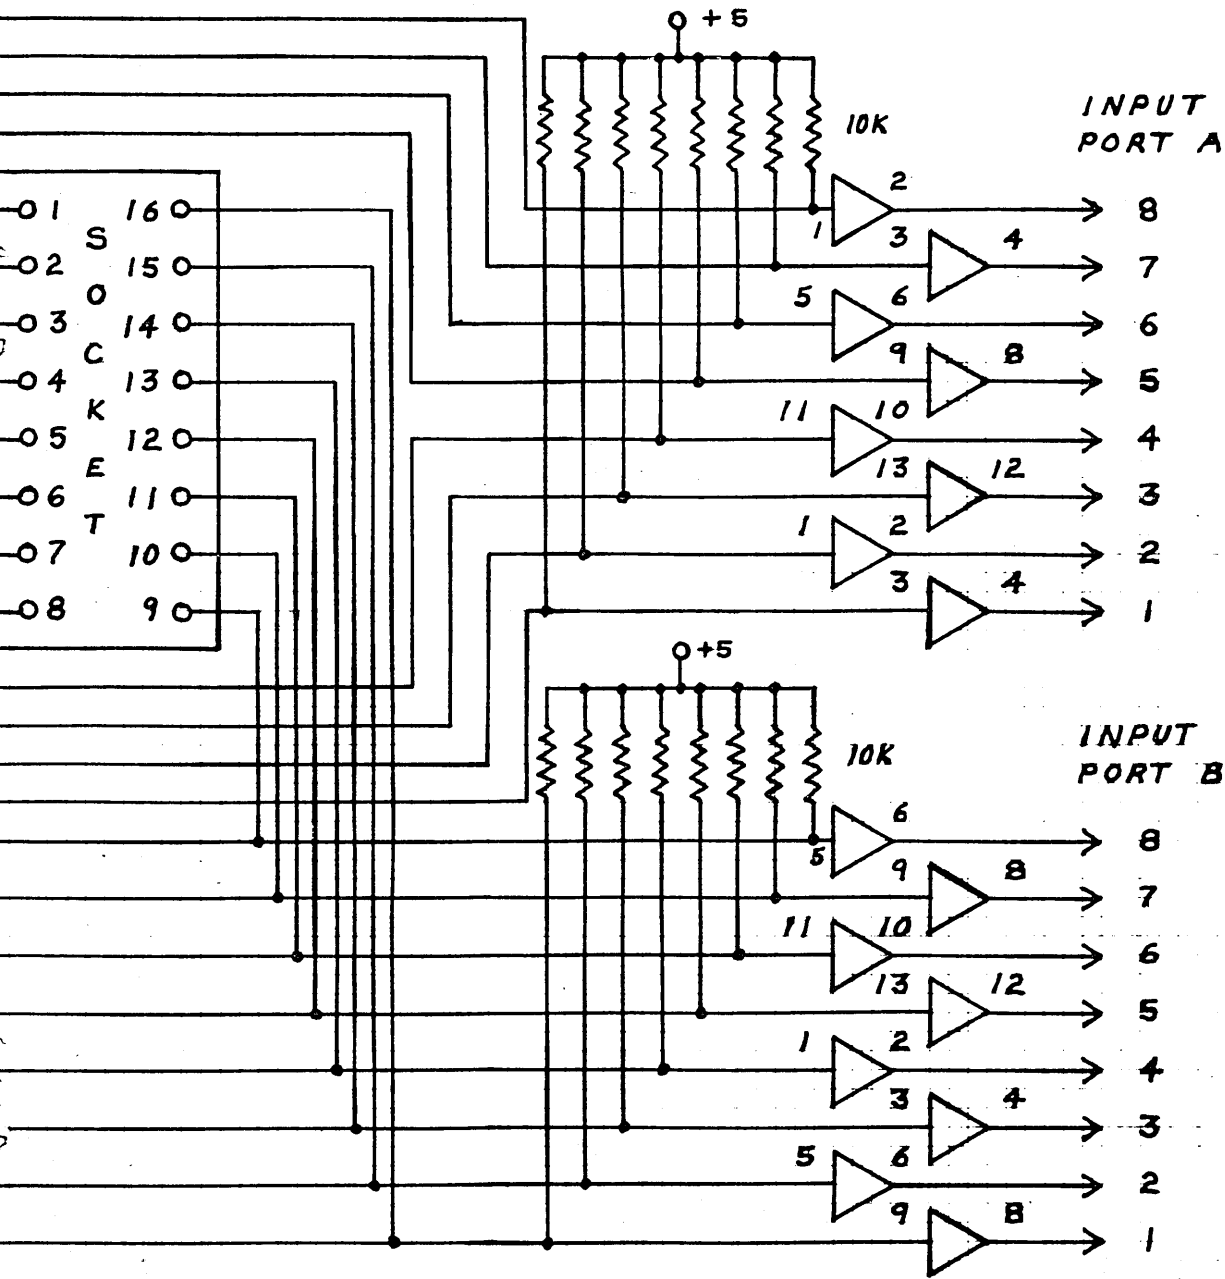 +5
10K
INPUT
PORT A
1 16
2 15
3 14
4 13
5 12
6 11
7 10
8 9
SOCKET
1 2 8
3 4 7
5 6 6
9 8 5
11 10 4
13 12 3
1 2 2
3 4 1
+5
10K
INPUT
PORT B
5 6 8
9 8 7
11 10 6
13 12 5
1 2 4
3 4 3
5 6 2
9 8 1